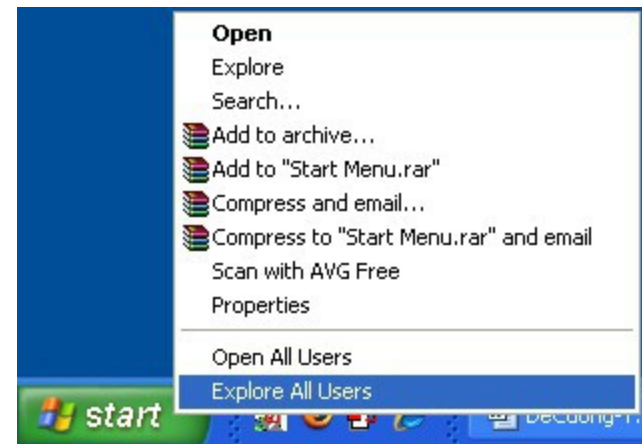 Open
Explore
Search...
Add to archive...
Add to "Start Menu.rar"
Compress and email...
Compress to "Start Menu.rar" and email
Scan with AVG Free
Properties
Open All Users
Explore All Users
start